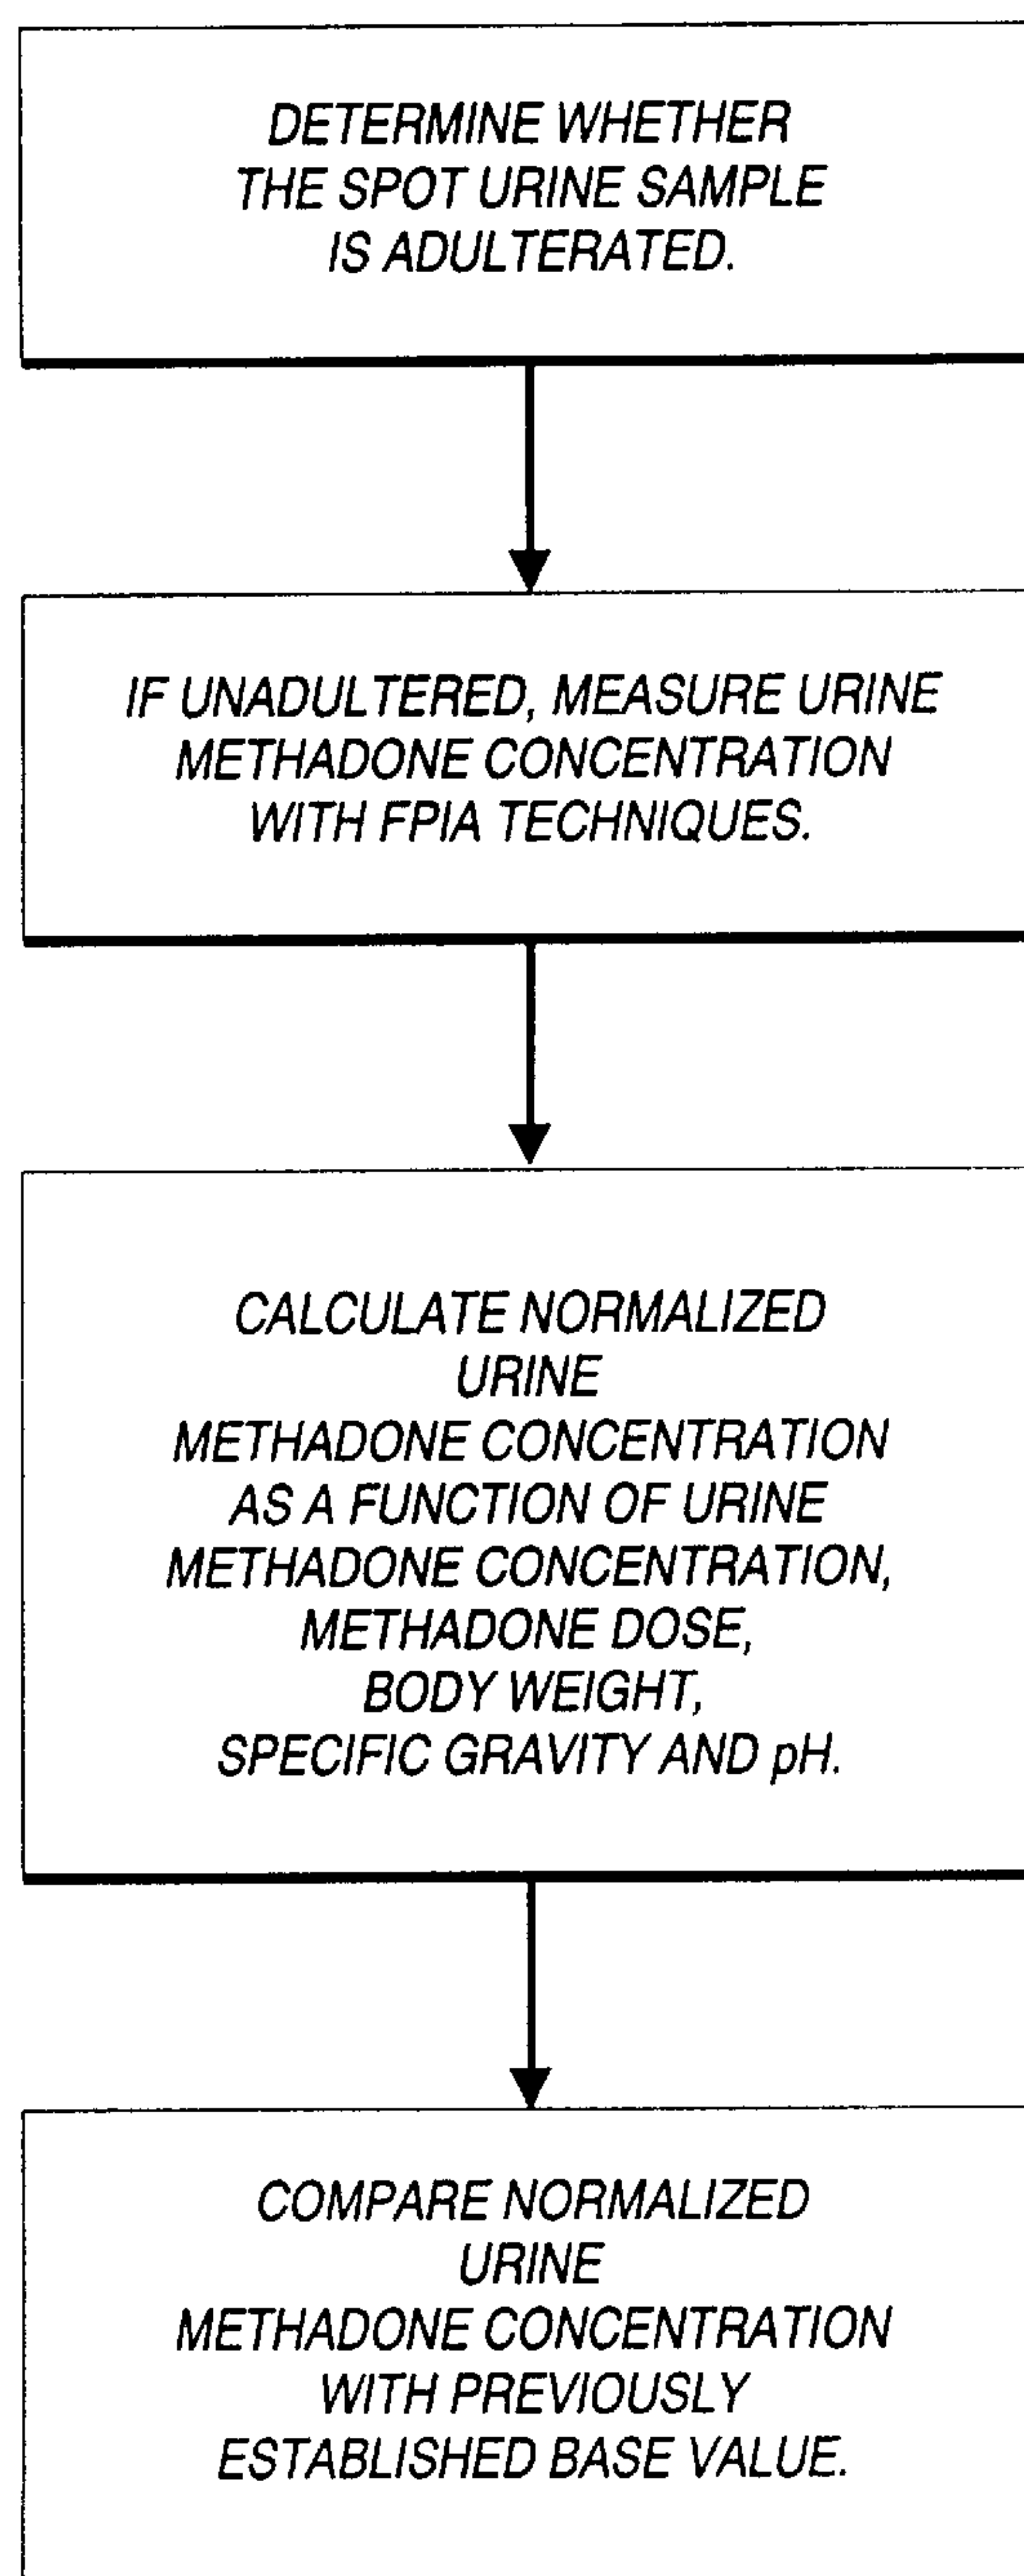 DETERMINE WHETHER
THE SPOT URINE SAMPLE
IS ADULTERATED.
IF UNADULTERED, MEASURE URINE
METHADONE CONCENTRATION
WITH FPIA TECHNIQUES.
CALCULATE NORMALIZED
URINE
METHADONE CONCENTRATION
AS A FUNCTION OF URINE
METHADONE CONCENTRATION,
METHADONE DOSE,
BODY WEIGHT,
SPECIFIC GRAVITY AND pH.
COMPARE NORMALIZED
URINE
METHADONE CONCENTRATION
WITH PREVIOUSLY
ESTABLISHED BASE VALUE.